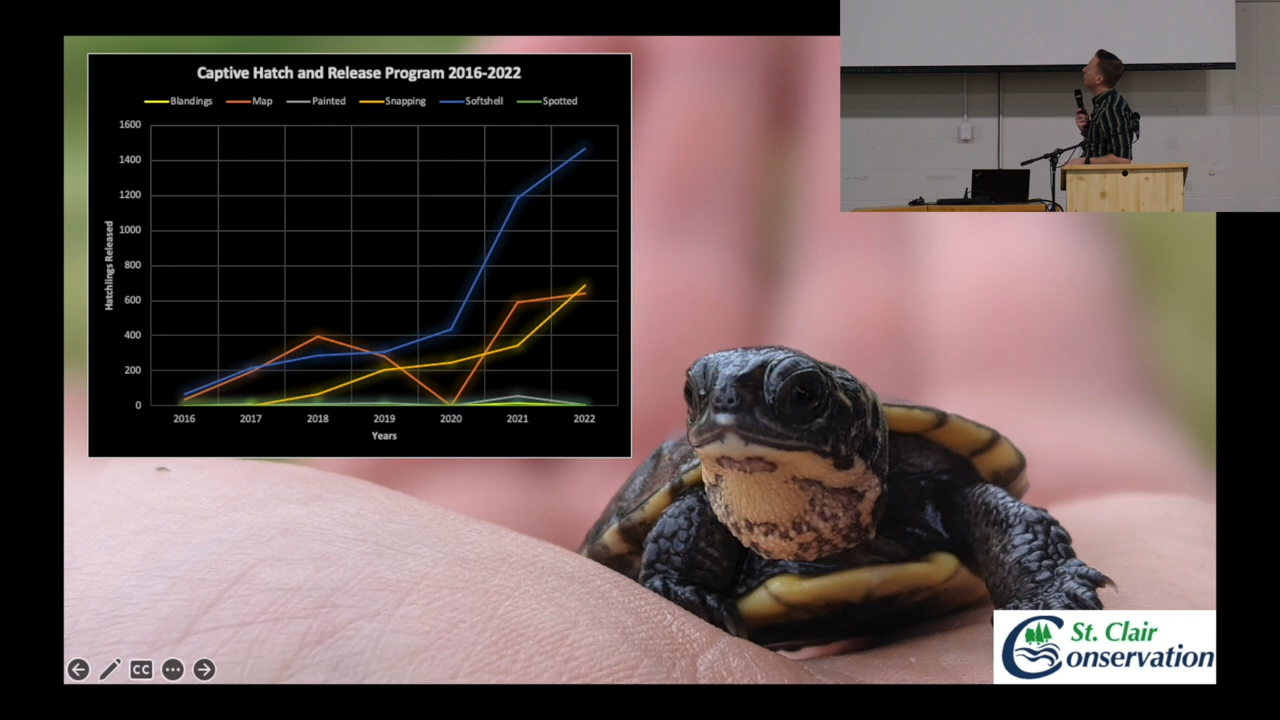 Captive Hatch and Release Program 2016-2022
Blandings Map Painted Snapping Softshell Spotted
1600
1400
1200
1000
800
600
400
200
0
Hatchlings Released
2016 2017 2018 2019 2020 2021 2022
Years
St. Clair
Conservation
CC